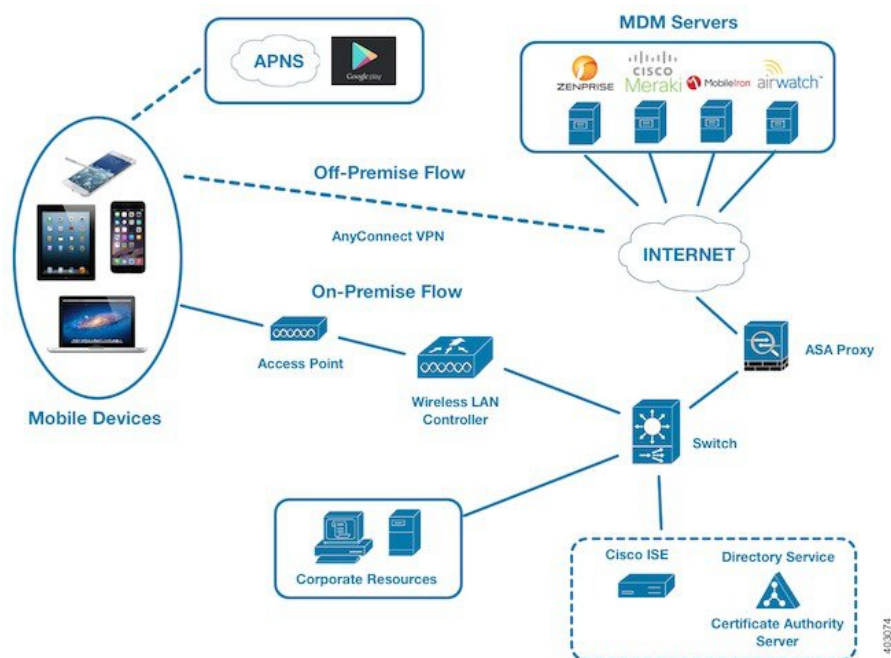 MDM Servers
APNS
Google play
ZENPRISE
CISCO
Meraki
MobileIron
airwatch™
Off-Premise Flow
INTERNET
AnyConnect VPN
On-Premise Flow
Access Point
ASA Proxy
Wireless LAN
Controller
Mobile Devices
Switch
Cisco ISE
Directory Service
Corporate Resources
Certificate Authority
Server
403074